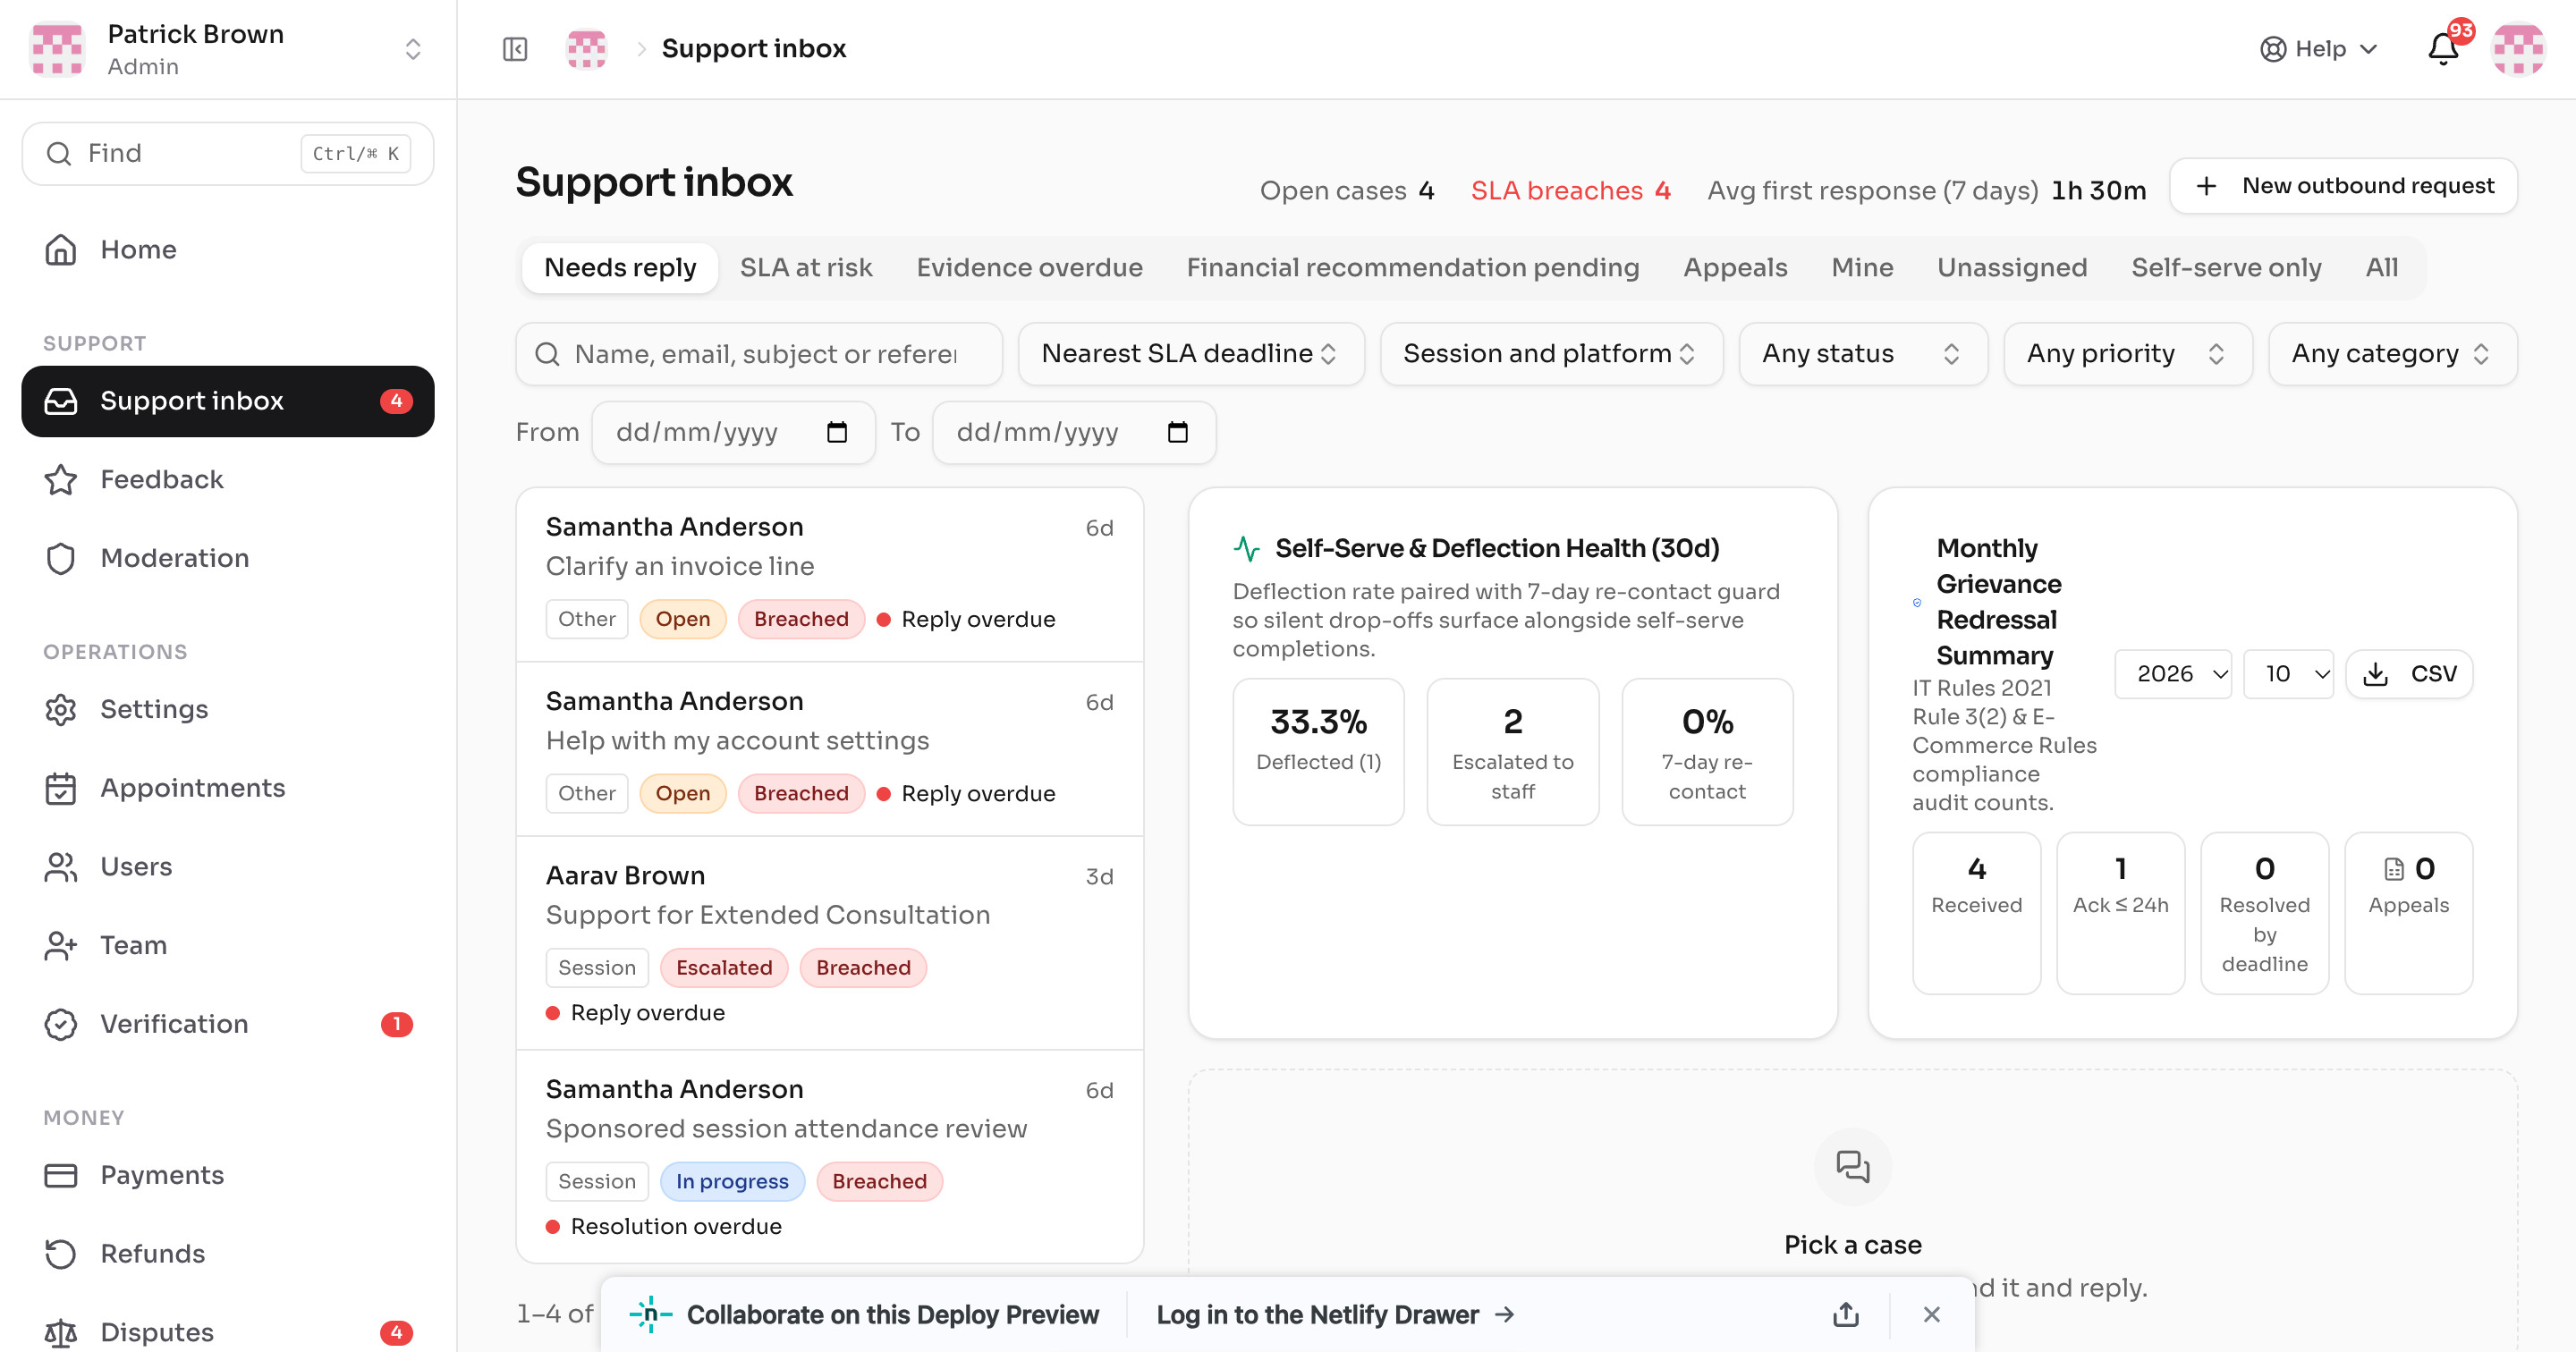 Patrick Brown
Admin
Find
Ctrl/⌘ K
Home
SUPPORT
Support inbox
4
Feedback
Moderation
OPERATIONS
Settings
Appointments
Users
Team
Verification
1
MONEY
Payments
Refunds
Disputes
4
Support inbox
Help
93
Support inbox
Open cases 4
SLA breaches 4
Avg first response (7 days) 1h 30m
New outbound request
Needs reply
SLA at risk
Evidence overdue
Financial recommendation pending
Appeals
Mine
Unassigned
Self-serve only
All
Name, email, subject or refere
Nearest SLA deadline
Session and platform
Any status
Any priority
Any category
From
dd/mm/yyyy
To
dd/mm/yyyy
Samantha Anderson
6d
Clarify an invoice line
Other
Open
Breached
Reply overdue
Samantha Anderson
6d
Help with my account settings
Other
Open
Breached
Reply overdue
Aarav Brown
3d
Support for Extended Consultation
Session
Escalated
Breached
Reply overdue
Samantha Anderson
6d
Sponsored session attendance review
Session
In progress
Breached
Resolution overdue
1–4 of
Self-Serve & Deflection Health (30d)
Deflection rate paired with 7-day re-contact guard
so silent drop-offs surface alongside self-serve
completions.
33.3%
Deflected (1)
2
Escalated to
staff
0%
7-day re-
contact
Monthly
Grievance
Redressal
Summary
IT Rules 2021
Rule 3(2) & E-
Commerce Rules
compliance
audit counts.
2026
10
CSV
4
Received
1
Ack ≤ 24h
0
Resolved
by
deadline
0
Appeals
Pick a case
it and reply.
Collaborate on this Deploy Preview
Log in to the Netlify Drawer →